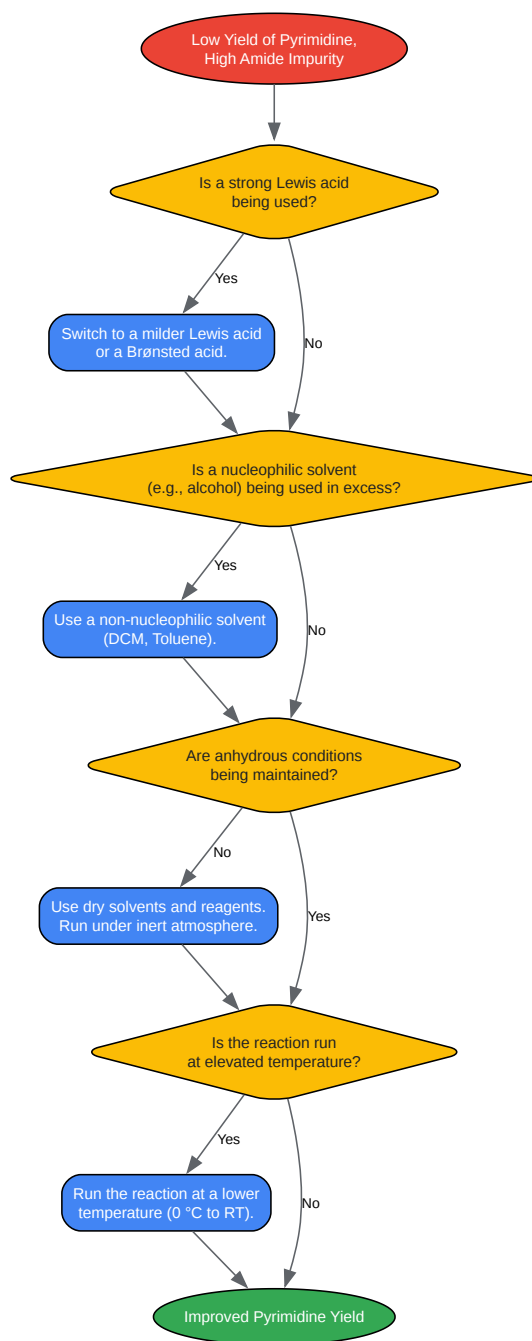 Low Yield of Pyrimidine,
High Amide Impurity
Is a strong Lewis acid
being used?
Yes
Switch to a milder Lewis acid
or a Brønsted acid.
No
Is a nucleophilic solvent
(e.g., alcohol) being used in excess?
Yes
Use a non-nucleophilic solvent
(DCM, Toluene).
No
Are anhydrous conditions
being maintained?
No
Use dry solvents and reagents.
Run under inert atmosphere.
Yes
Is the reaction run
at elevated temperature?
Yes
Run the reaction at a lower
temperature (0 °C to RT).
No
Improved Pyrimidine Yield